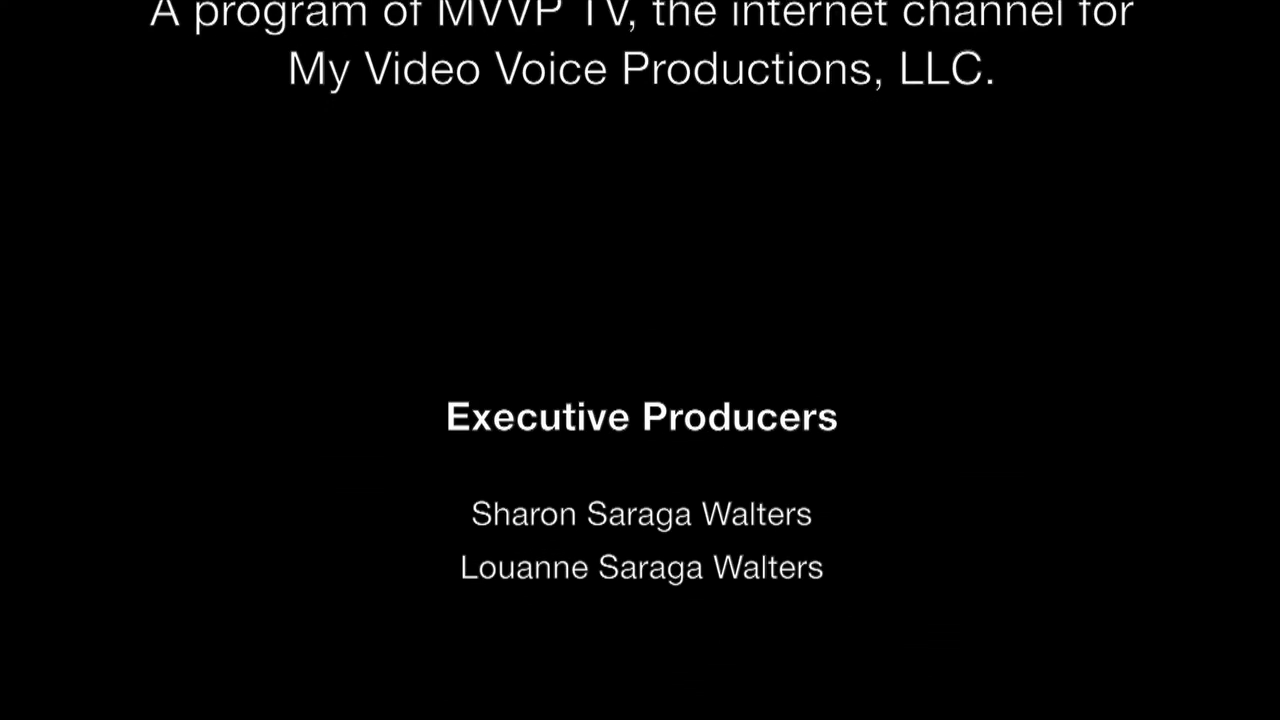 A program of MVVP TV, the internet channel for
My Video Voice Productions, LLC.
Executive Producers
Sharon Saraga Walters
Louanne Saraga Walters